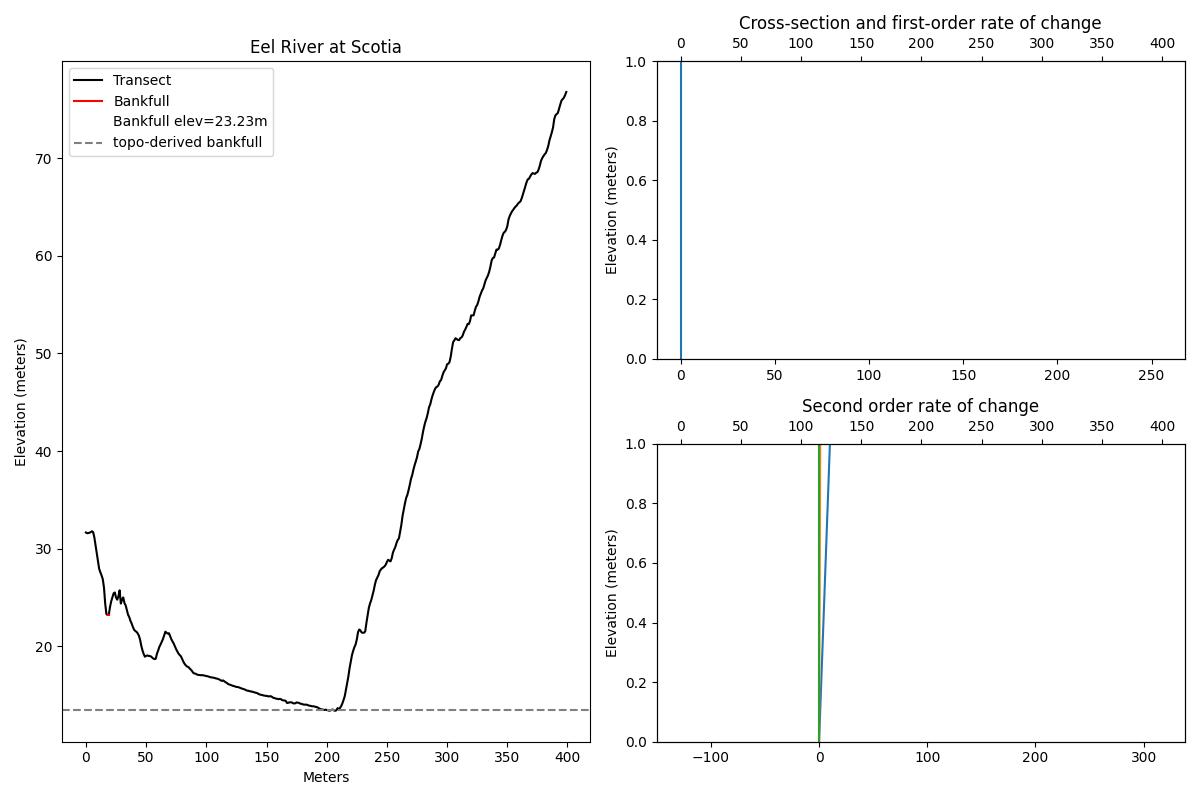 Eel River at Scotia
Transect
Bankfull
Bankfull elev=23.23m
topo-derived bankfull
Elevation (meters)
70
60
50
40
30
20
0 50 100 150 200 250 300 350 400
Meters
Cross-section and first-order rate of change
0 50 100 150 200 250 300 350 400
Elevation (meters)
1.0
0.8
0.6
0.4
0.2
0.0
0 50 100 150 200 250
Second order rate of change
0 50 100 150 200 250 300 350 400
Elevation (meters)
1.0
0.8
0.6
0.4
0.2
0.0
−100 0 100 200 300